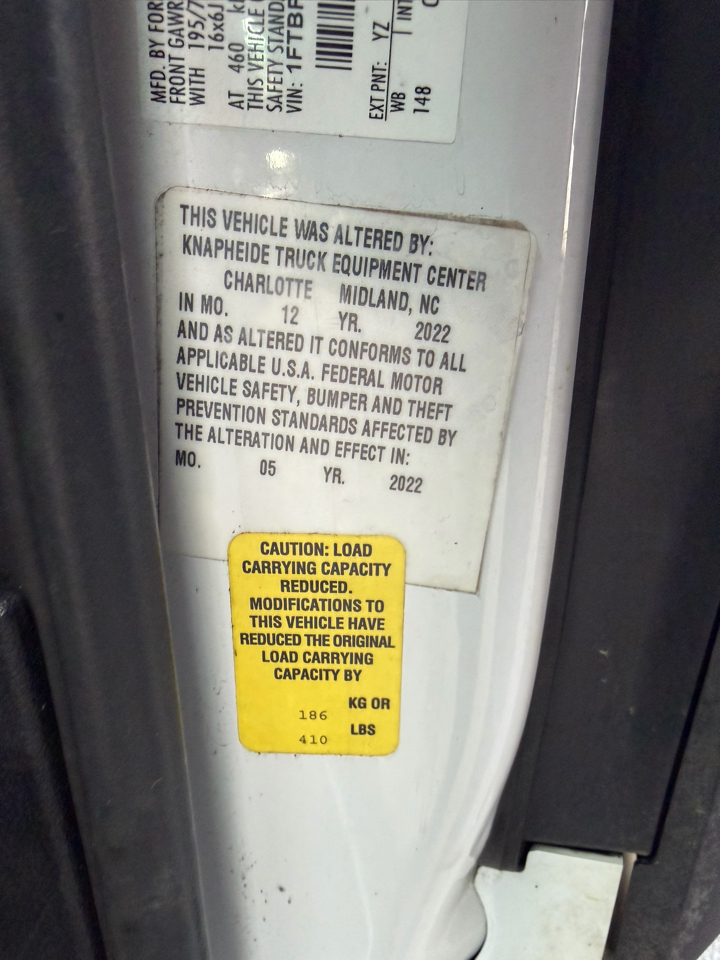 MFD. BY FOR
FRONT GAWR
WITH 195/7
16x6J
AT 460
THIS VEHICLE
SAFETY STAND
VIN: 1FTBF
EXT PNT: YZ
WB
148
THIS VEHICLE WAS ALTERED BY:
KNAPHEIDE TRUCK EQUIPMENT CENTER
CHARLOTTE MIDLAND, NC
IN MO. 12 YR. 2022
AND AS ALTERED IT CONFORMS TO ALL
APPLICABLE U.S.A. FEDERAL MOTOR
VEHICLE SAFETY, BUMPER AND THEFT
PREVENTION STANDARDS AFFECTED BY
THE ALTERATION AND EFFECT IN:
MO. 05 YR. 2022
CAUTION: LOAD
CARRYING CAPACITY
REDUCED.
MODIFICATIONS TO
THIS VEHICLE HAVE
REDUCED THE ORIGINAL
LOAD CARRYING
CAPACITY BY
186 KG OR
410 LBS